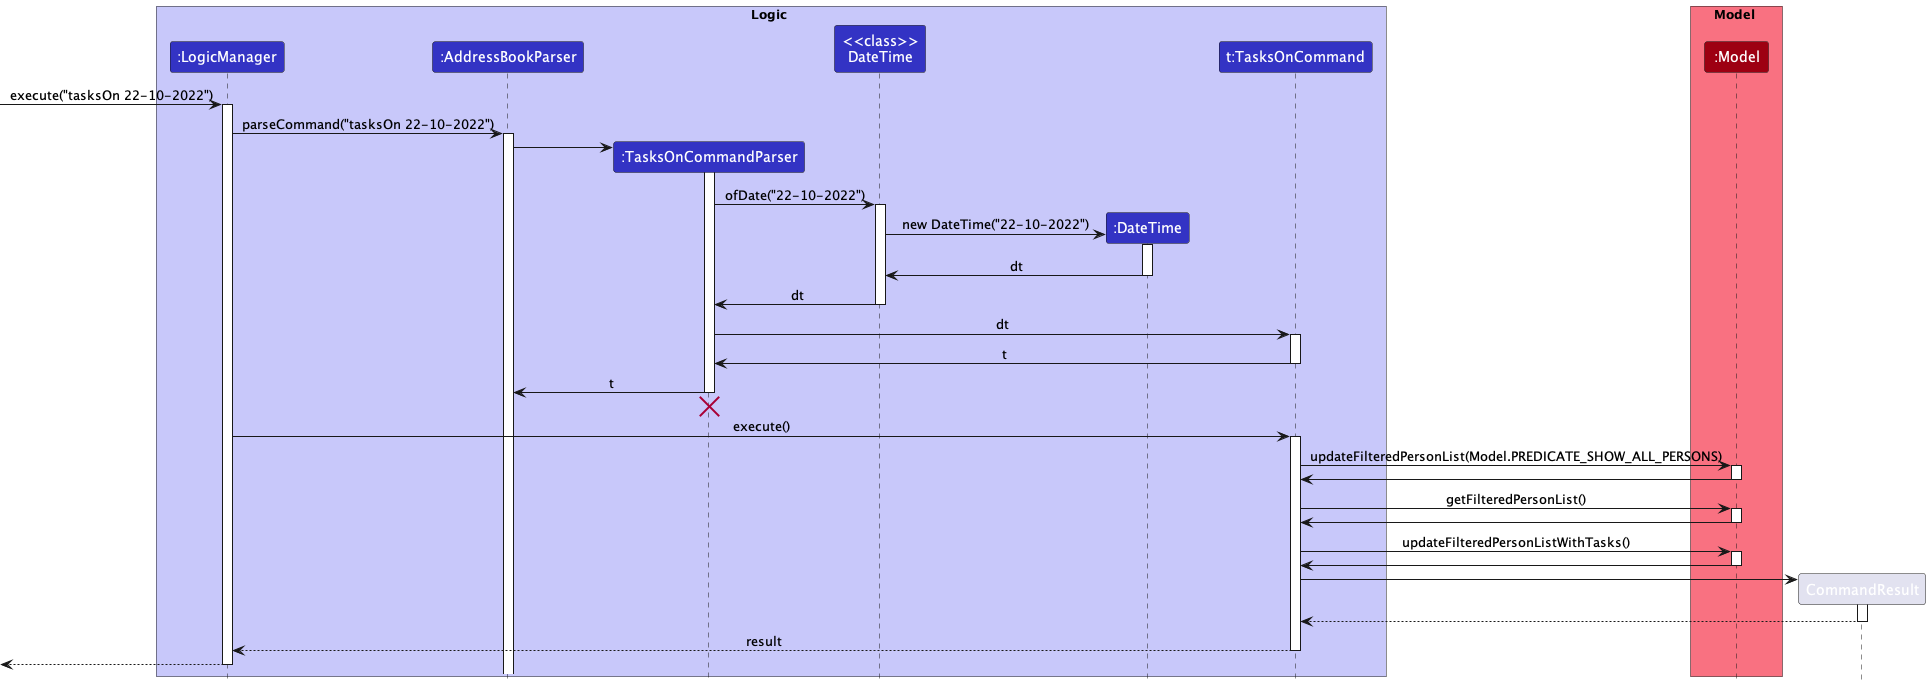 Logic
Model
:LogicManager
:AddressBookParser
<<class>>
DateTime
t:TasksOnCommand
:Model
execute("tasksOn 22-10-2022")
parseCommand("tasksOn 22-10-2022")
:TasksOnCommandParser
ofDate("22-10-2022")
new DateTime("22-10-2022")
:DateTime
dt
dt
dt
t
t
execute()
updateFilteredPersonList(Model.PREDICATE_SHOW_ALL_PERSONS)
getFilteredPersonList()
updateFilteredPersonListWithTasks()
CommandResult
result